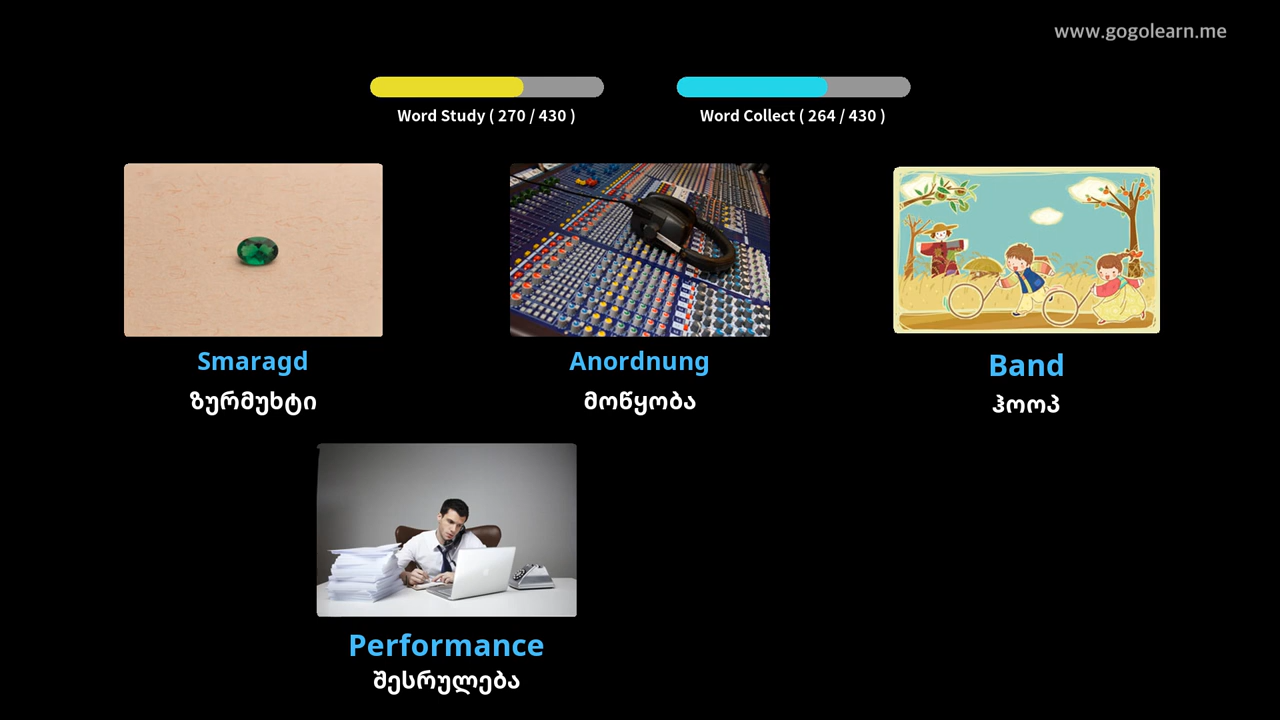 www.gogolearn.me
Word Study ( 270 / 430 )
Word Collect ( 264 / 430 )
Smaragd
ზურმუხტი
Anordnung
მოწყობა
Band
ჰოოპ
Performance
შესრულება